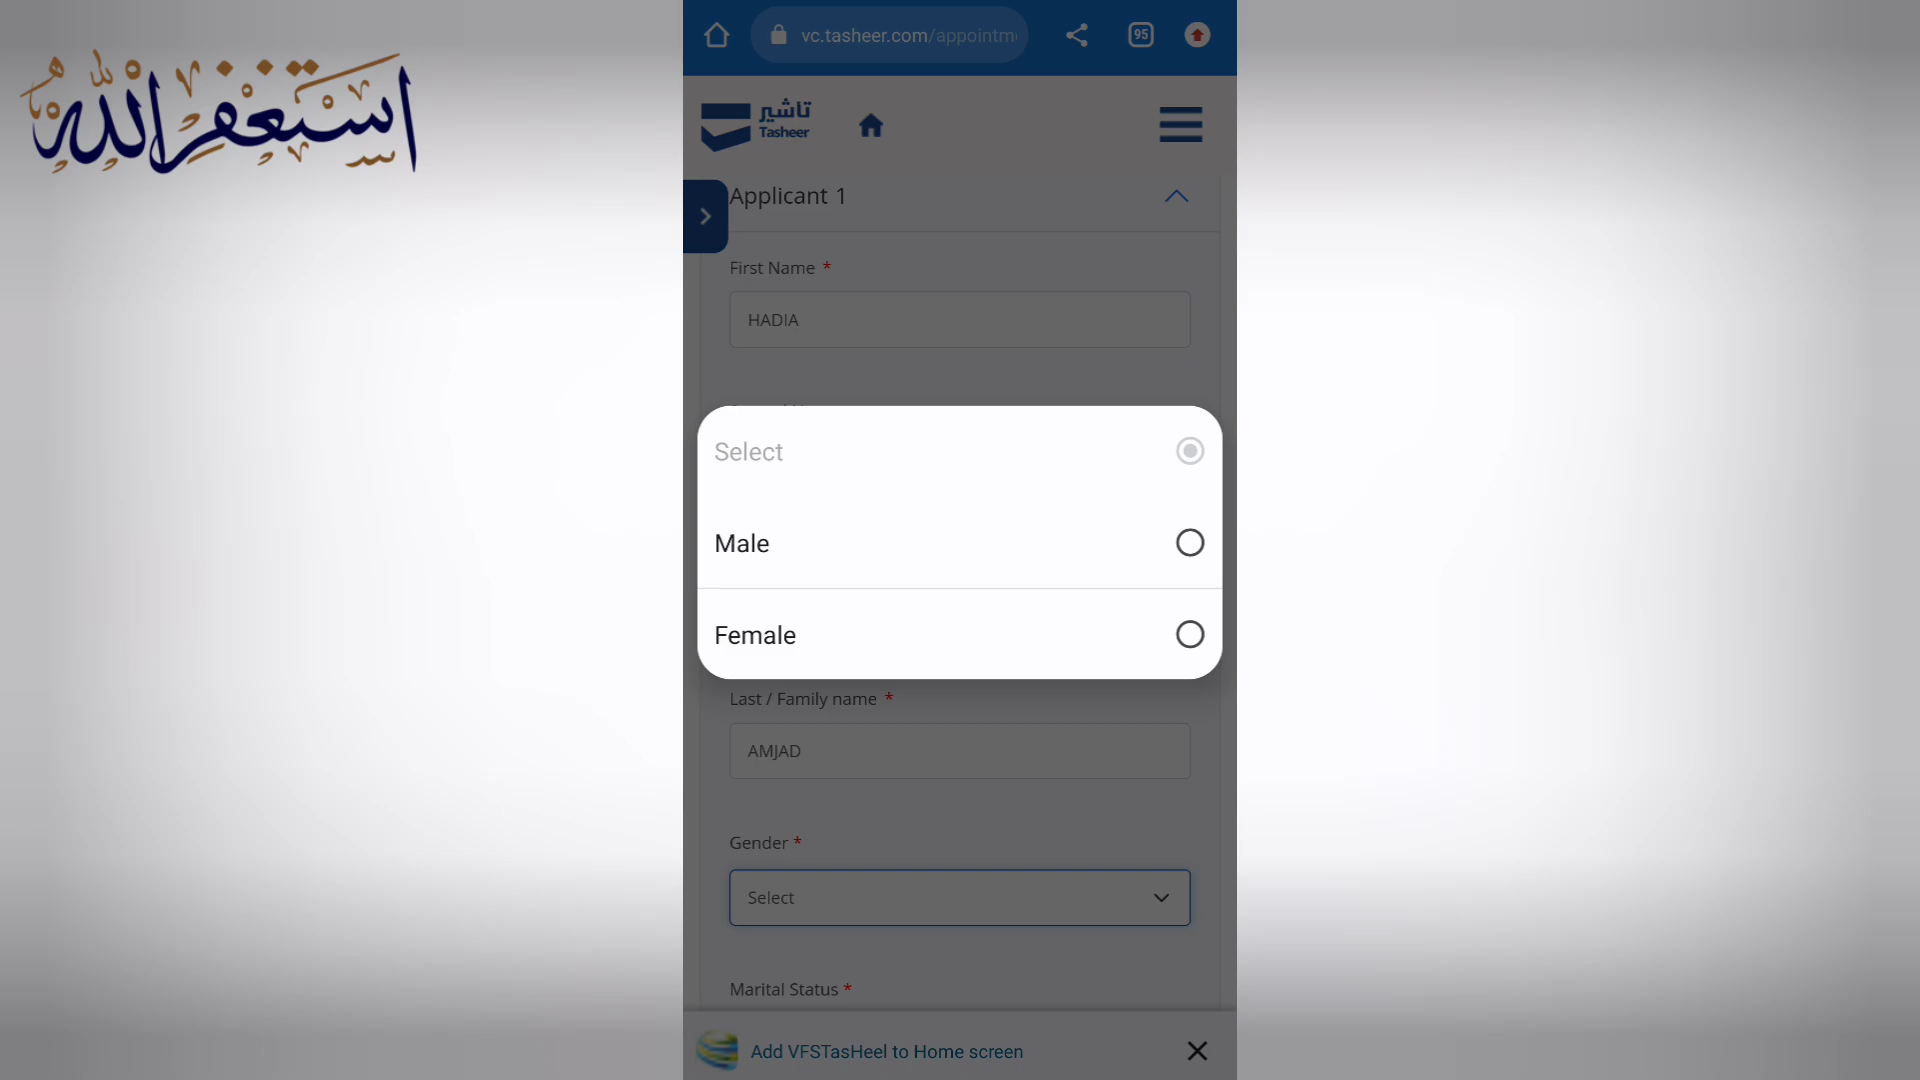 استغفر الله
vc.tasheer.com/appointm
95
تاشير
Tasheer
Applicant 1
First Name *
HADIA
Select
Male
Female
Last / Family name *
AMJAD
Gender *
Select
Marital Status *
Add VFSTasHeel to Home screen